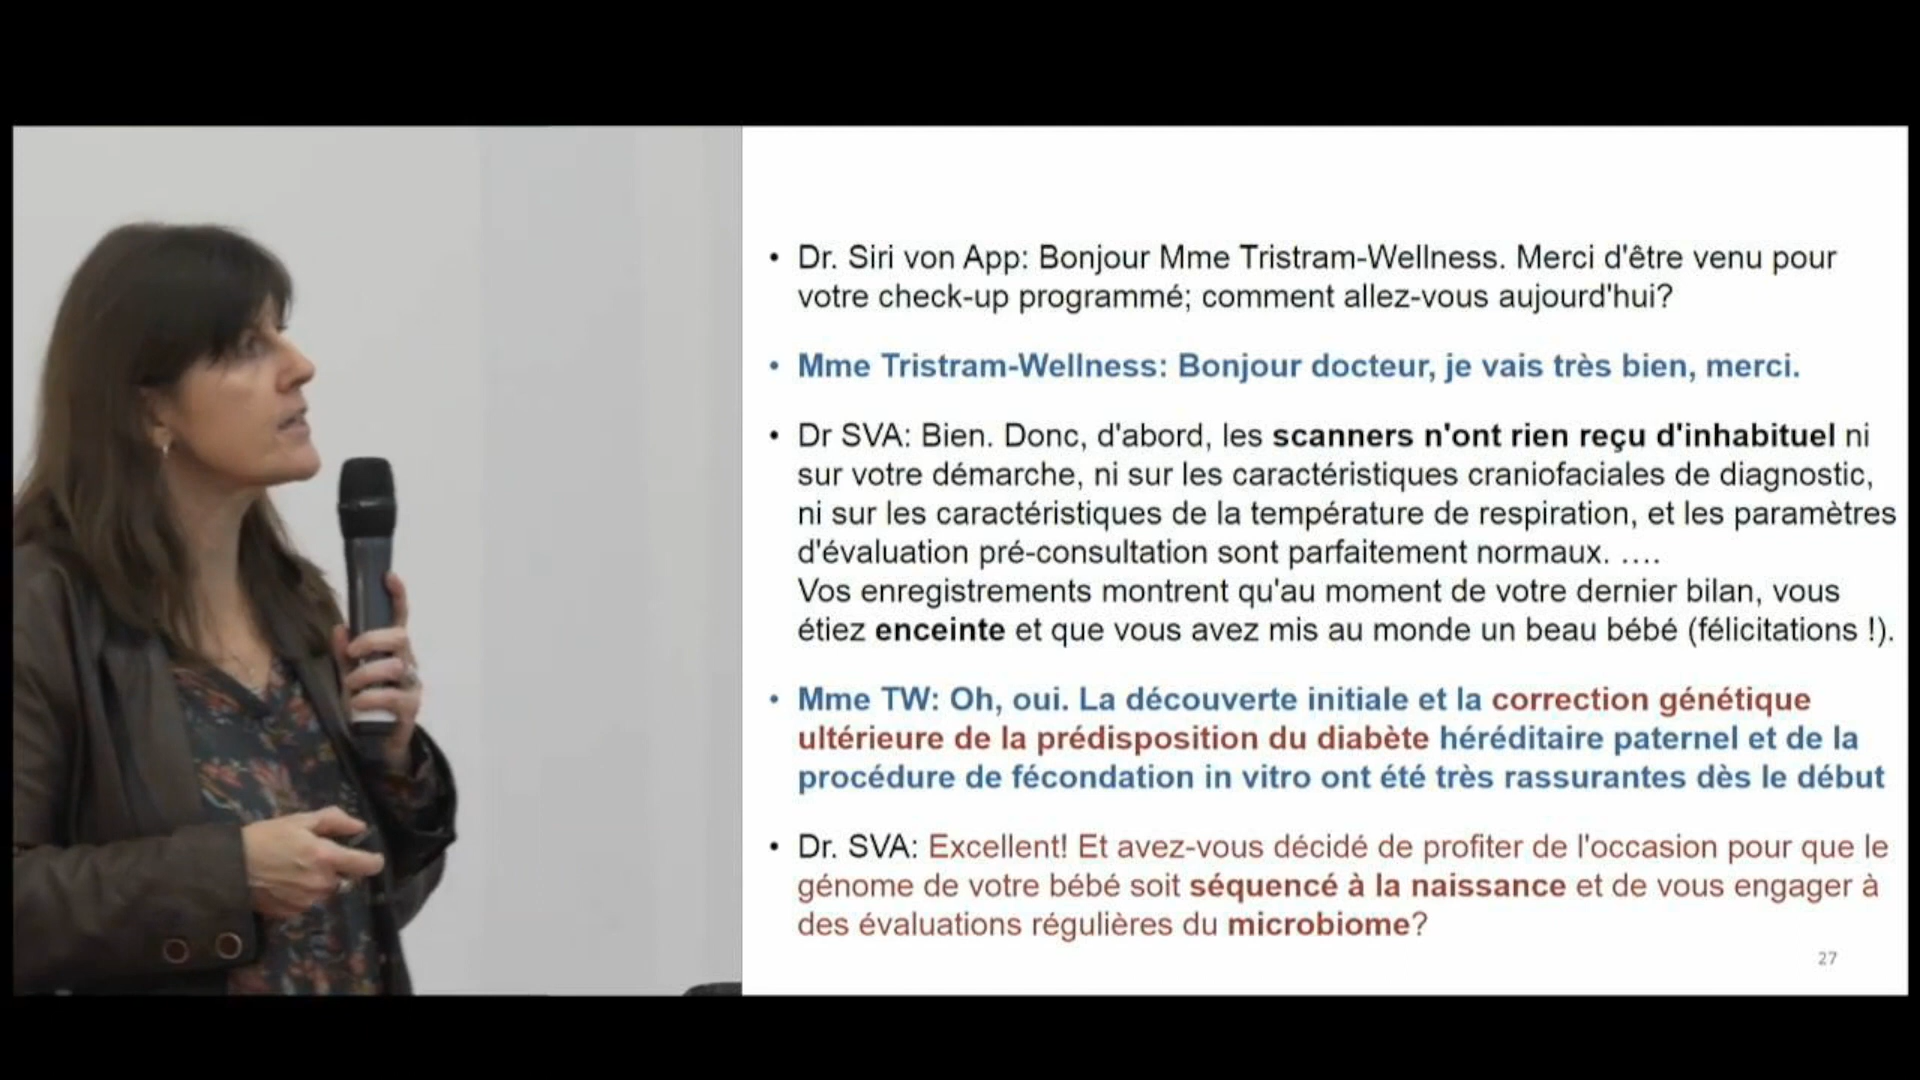 • Dr. Siri von App: Bonjour Mme Tristram-Wellness. Merci d'être venu pour
votre check-up programmé; comment allez-vous aujourd'hui?
• Mme Tristram-Wellness: Bonjour docteur, je vais très bien, merci.
• Dr SVA: Bien. Donc, d'abord, les scanners n'ont rien reçu d'inhabituel ni
sur votre démarche, ni sur les caractéristiques craniofaciales de diagnostic,
ni sur les caractéristiques de la température de respiration, et les paramètres
d'évaluation pré-consultation sont parfaitement normaux. ….
Vos enregistrements montrent qu'au moment de votre dernier bilan, vous
étiez enceinte et que vous avez mis au monde un beau bébé (félicitations !).
• Mme TW: Oh, oui. La découverte initiale et la correction génétique
ultérieure de la prédisposition du diabète héréditaire paternel et de la
procédure de fécondation in vitro ont été très rassurantes dès le début
• Dr. SVA: Excellent! Et avez-vous décidé de profiter de l'occasion pour que le
génome de votre bébé soit séquencé à la naissance et de vous engager à
des évaluations régulières du microbiome?
27